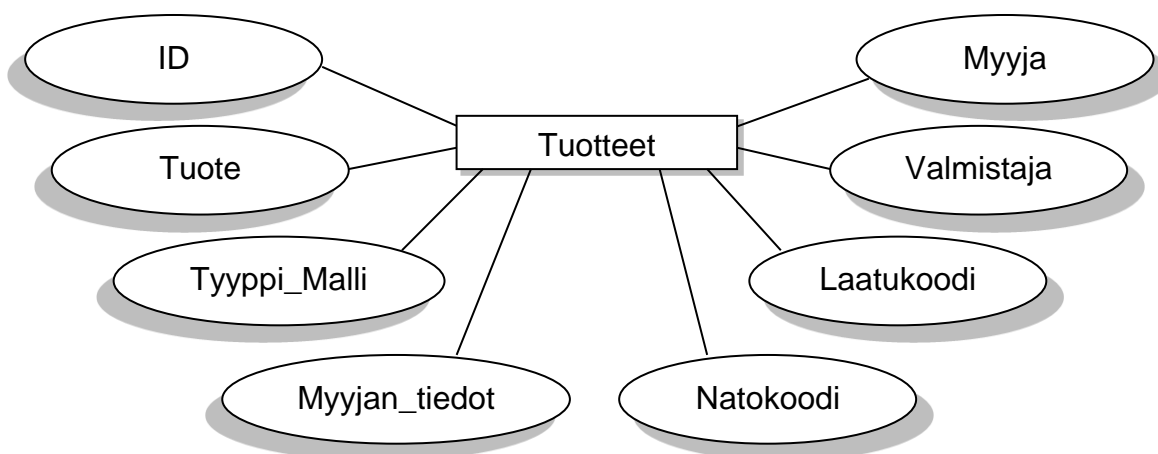 ID
Myyja
Tuotteet
Tuote
Valmistaja
Tyyppi_Malli
Laatukoodi
Myyjan_tiedot
Natokoodi